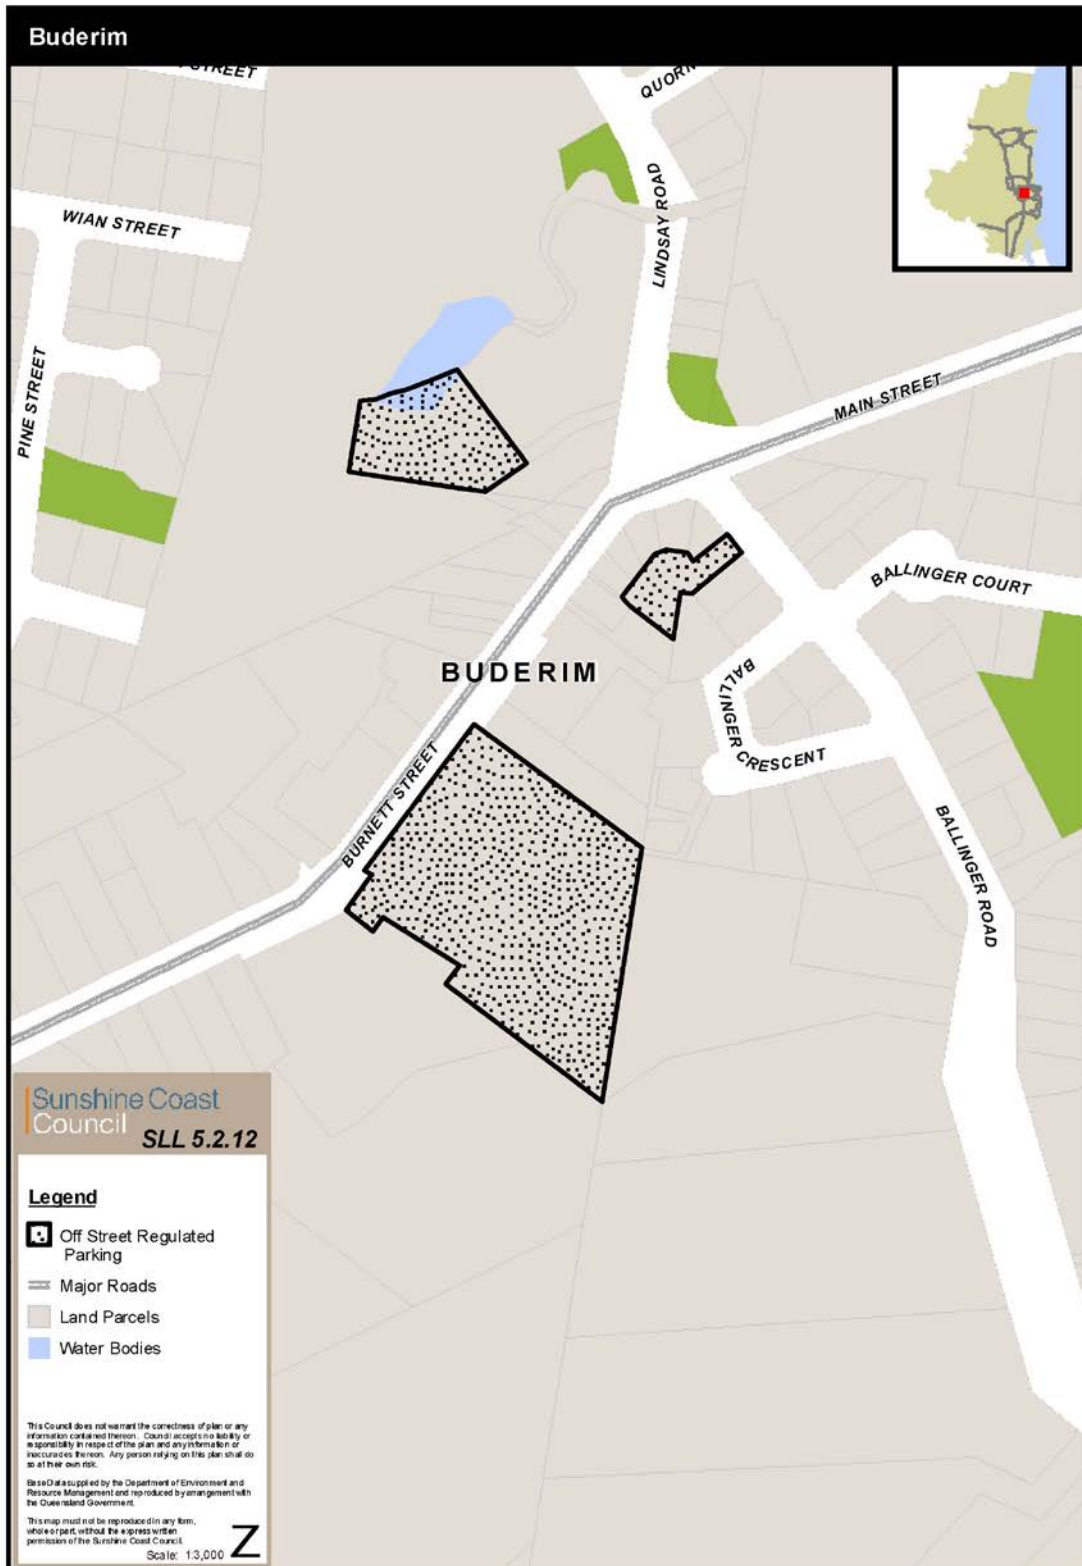 Buderim
STREET
QUORN
WIAN STREET
LINDSAY ROAD
PINE STREET
MAIN STREET
BALLINGER COURT
BUDERIM
BALLINGER
CRESCENT
BURNETT STREET
BALLINGER ROAD
Sunshine Coast
Council
SLL 5.2.12
Legend
Off Street Regulated
Parking
Major Roads
Land Parcels
Water Bodies
This Council does not warrant the correctness of plan or any
information contained thereon. Council accepts no liability or
responsibility in respect of the plan and any information or
inaccuracies thereon. Any person relying on this plan shall do
so at their own risk.
Base Data supplied by the Department of Environment and
Resource Management and reproduced by arrangement with
the Queensland Government.
This map must not be reproduced in any form,
whole or part, without the express written
permission of the Sunshine Coast Council.
Scale: 1:3,000
Z